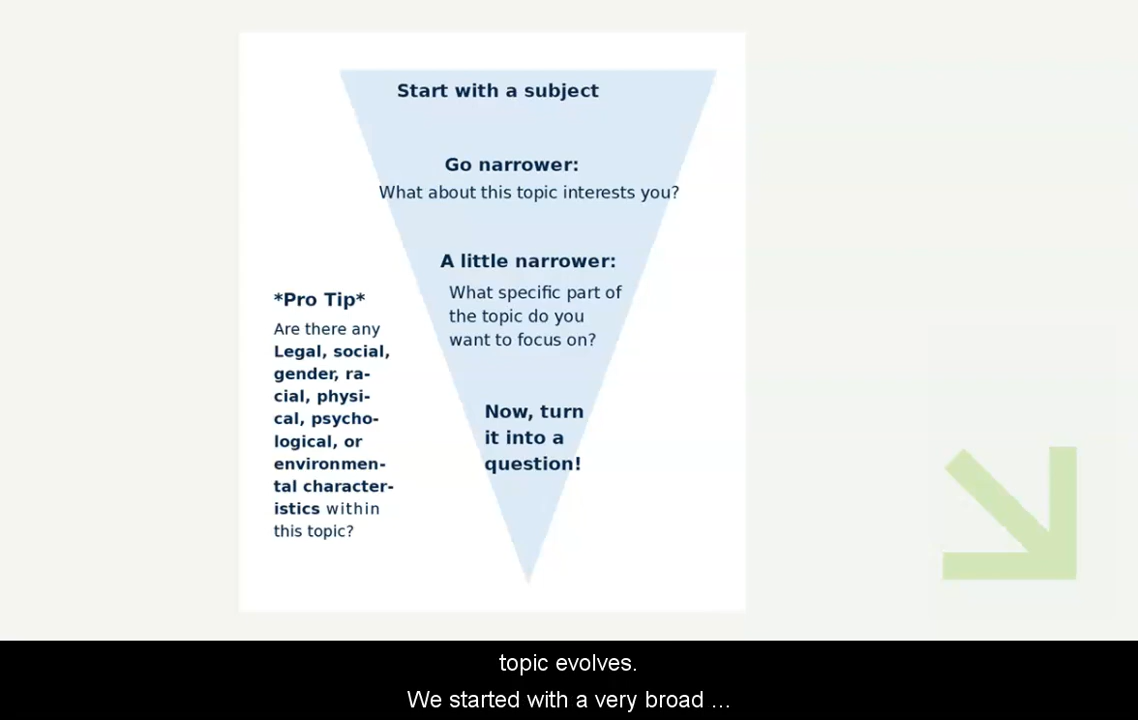 Start with a subject
Go narrower:
What about this topic interests you?
A little narrower:
What specific part of
the topic do you
want to focus on?
Now, turn
it into a
question!
*Pro Tip*
Are there any
Legal, social,
gender, ra-
cial, physi-
cal, psycho-
logical, or
environmen-
tal character-
istics within
this topic?
topic evolves.
We started with a very broad ...